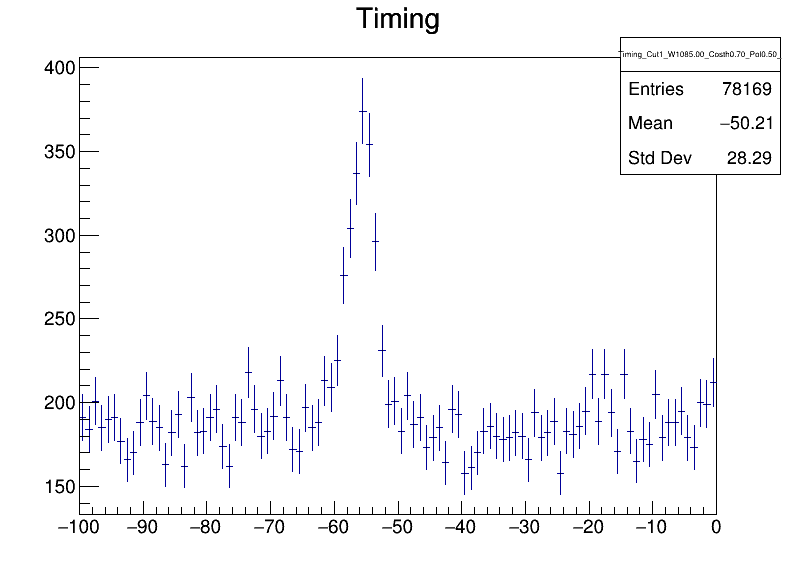 Timing
Timing_Cut1_W1085.00_Costh0.70_Pol0.50_
Entries 78169
Mean −50.21
Std Dev 28.29
400
350
300
250
200
150
−100 −90 −80 −70 −60 −50 −40 −30 −20 −10 0